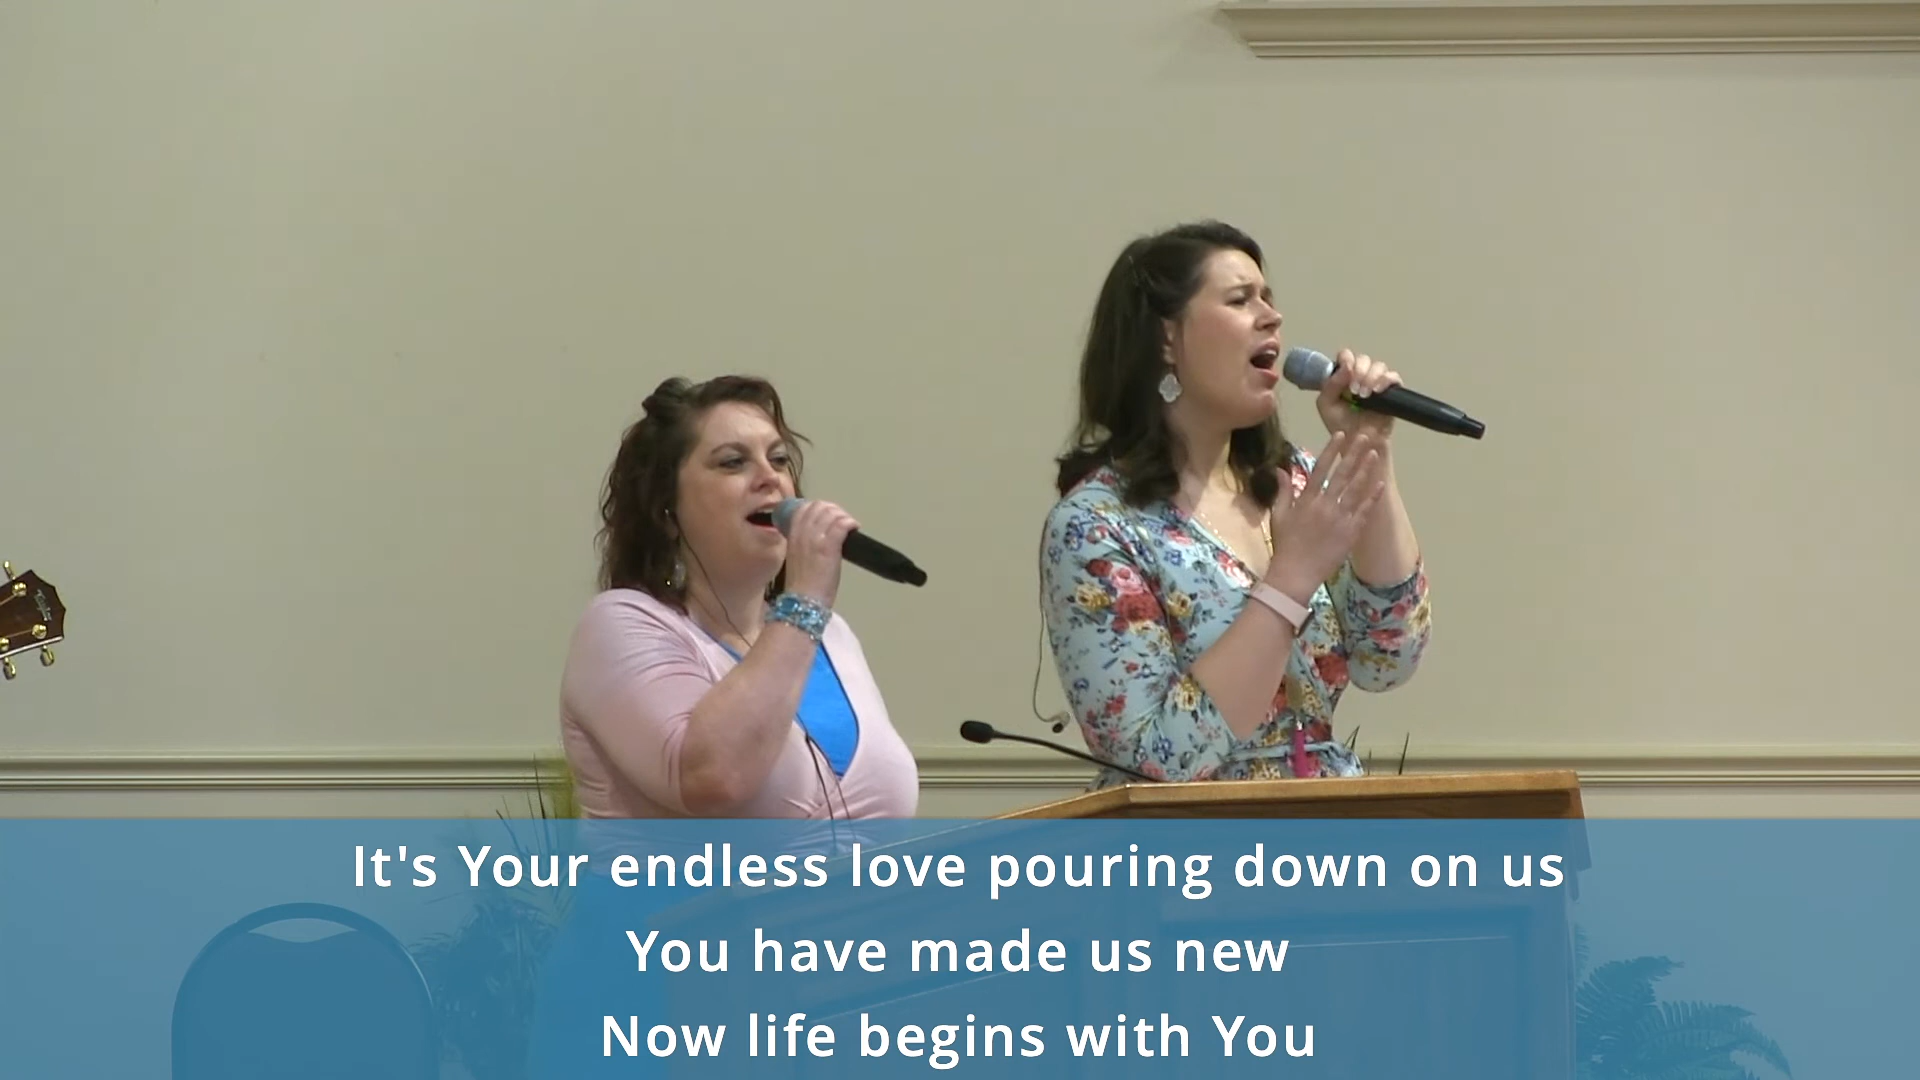 It's Your endless love pouring down on us
You have made us new
Now life begins with You